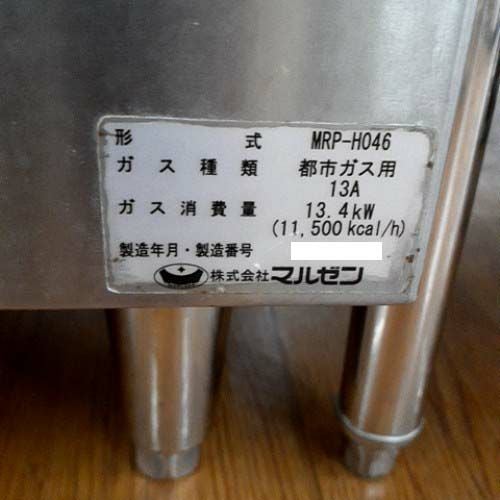 形式 MRP-H046
ガス種類 都市ガス用
13A
ガス消費量 13.4kW
(11,500kcal/h)
製造年月・製造番号
株式会社マルゼン